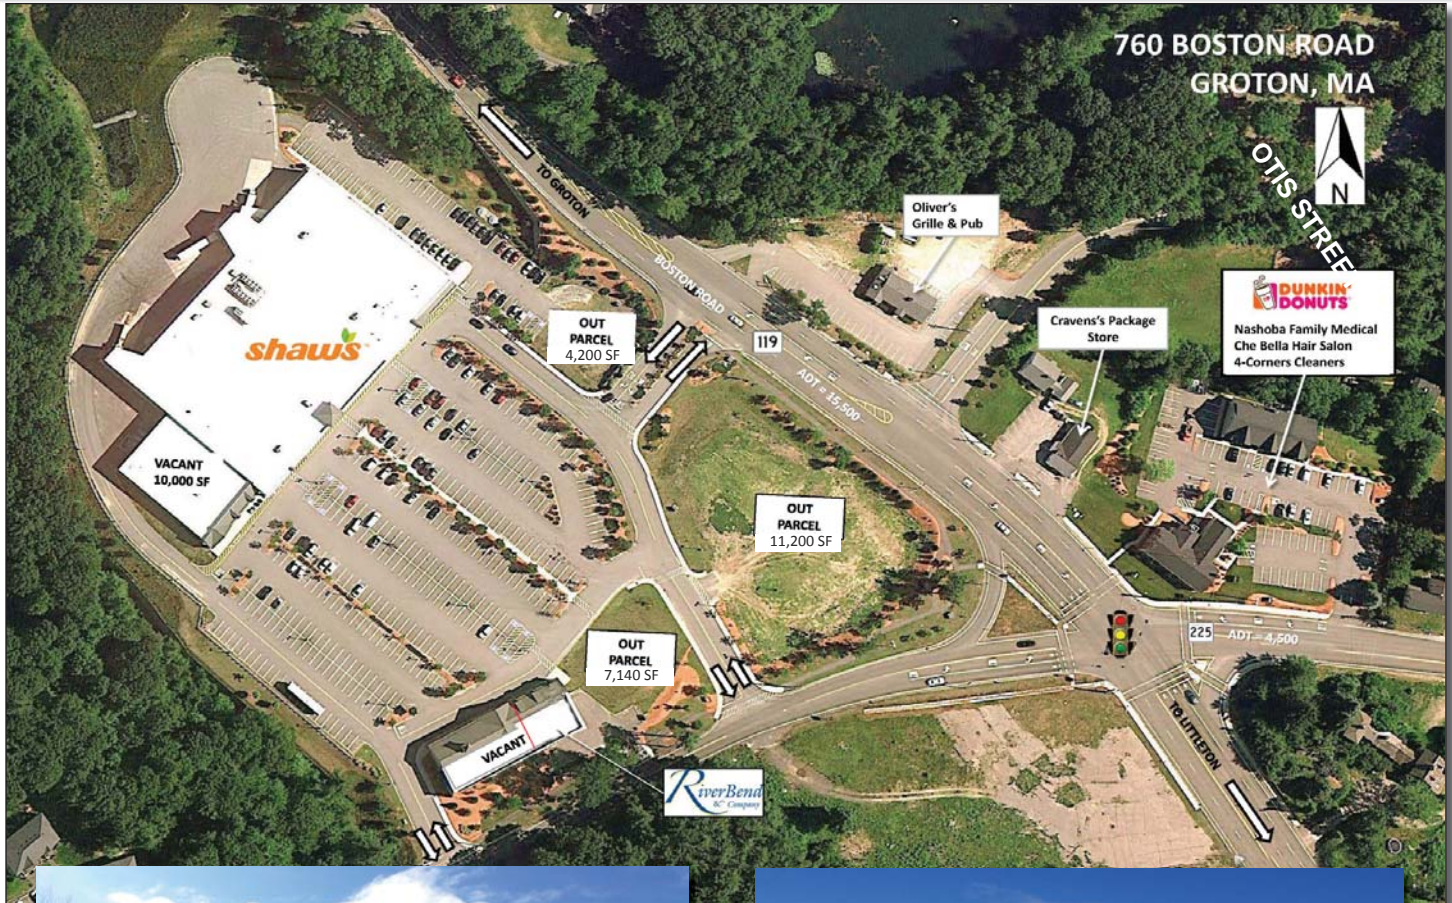 760 BOSTON ROAD
GROTON, MA
N
OTIS STREE
TO GROTON
Oliver's
Grille & Pub
BOSTON ROAD
119
ADT = 15,500
Cravens's Package
Store
DUNKIN'
DONUTS
Nashoba Family Medical
Che Bella Hair Salon
4-Corners Cleaners
shaw's
OUT
PARCEL
4,200 SF
VACANT
10,000 SF
OUT
PARCEL
11,200 SF
OUT
PARCEL
7,140 SF
225
ADT = 4,500
TO LITTLETON
VACANT
RiverBend
& Company